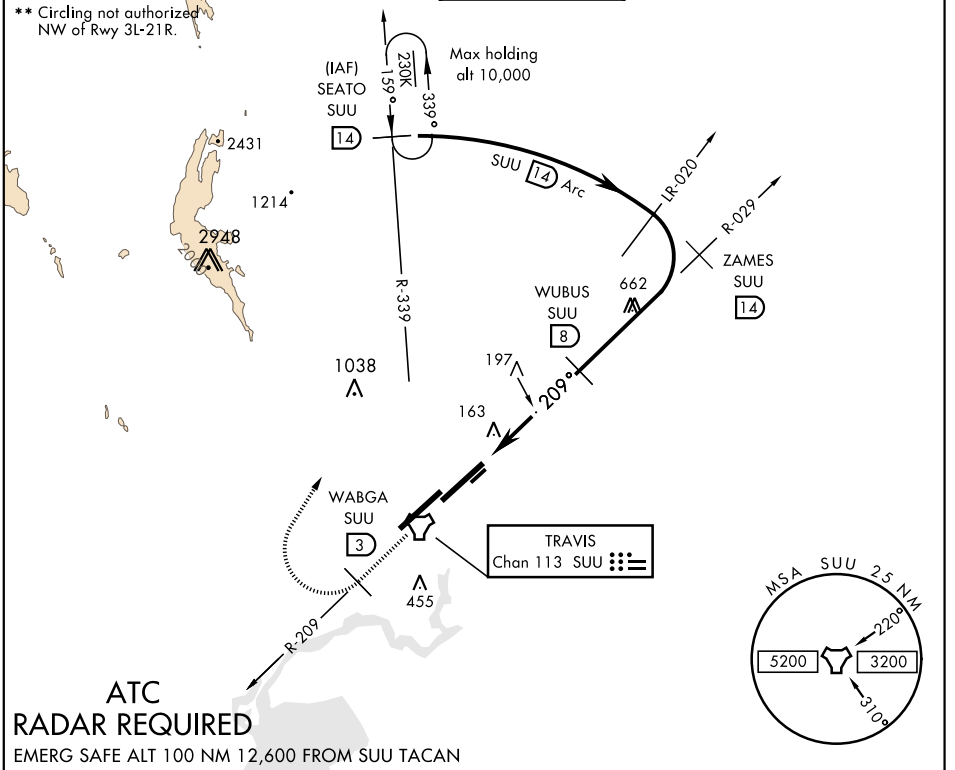 ** Circling not authorized
NW of Rwy 3L-21R.
(IAF)
SEATO
SUU
14
230K
159°
339°
Max holding
alt 10,000
2431
1214
2948
SUU 14 Arc
LR-020
R-029
ZAMES
SUU
14
R-339
WUBUS
SUU
8
662
1038
197
209°
163
WABGA
SUU
3
TRAVIS
Chan 113 SUU
455
R-209
MSA SUU 25 NM
220°
5200
3200
310°
ATC
RADAR REQUIRED
EMERG SAFE ALT 100 NM 12,600 FROM SUU TACAN